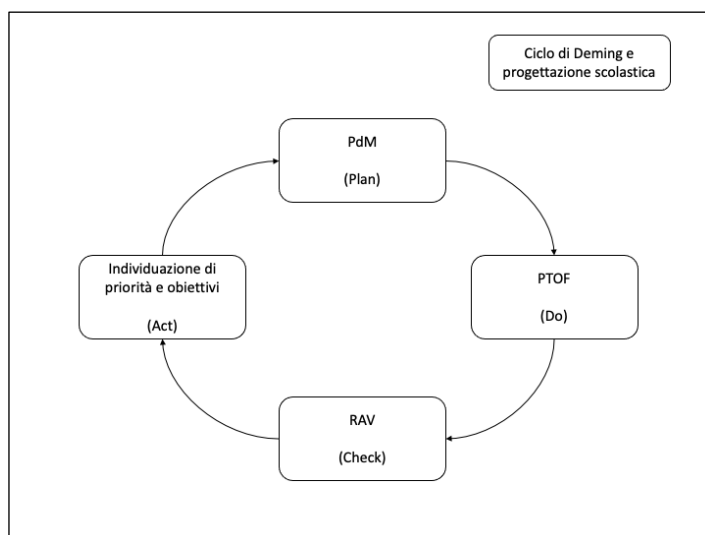 Ciclo di Deming e
progettazione scolastica
PdM
(Plan)
Individuazione di
priorità e obiettivi
(Act)
PTOF
(Do)
RAV
(Check)